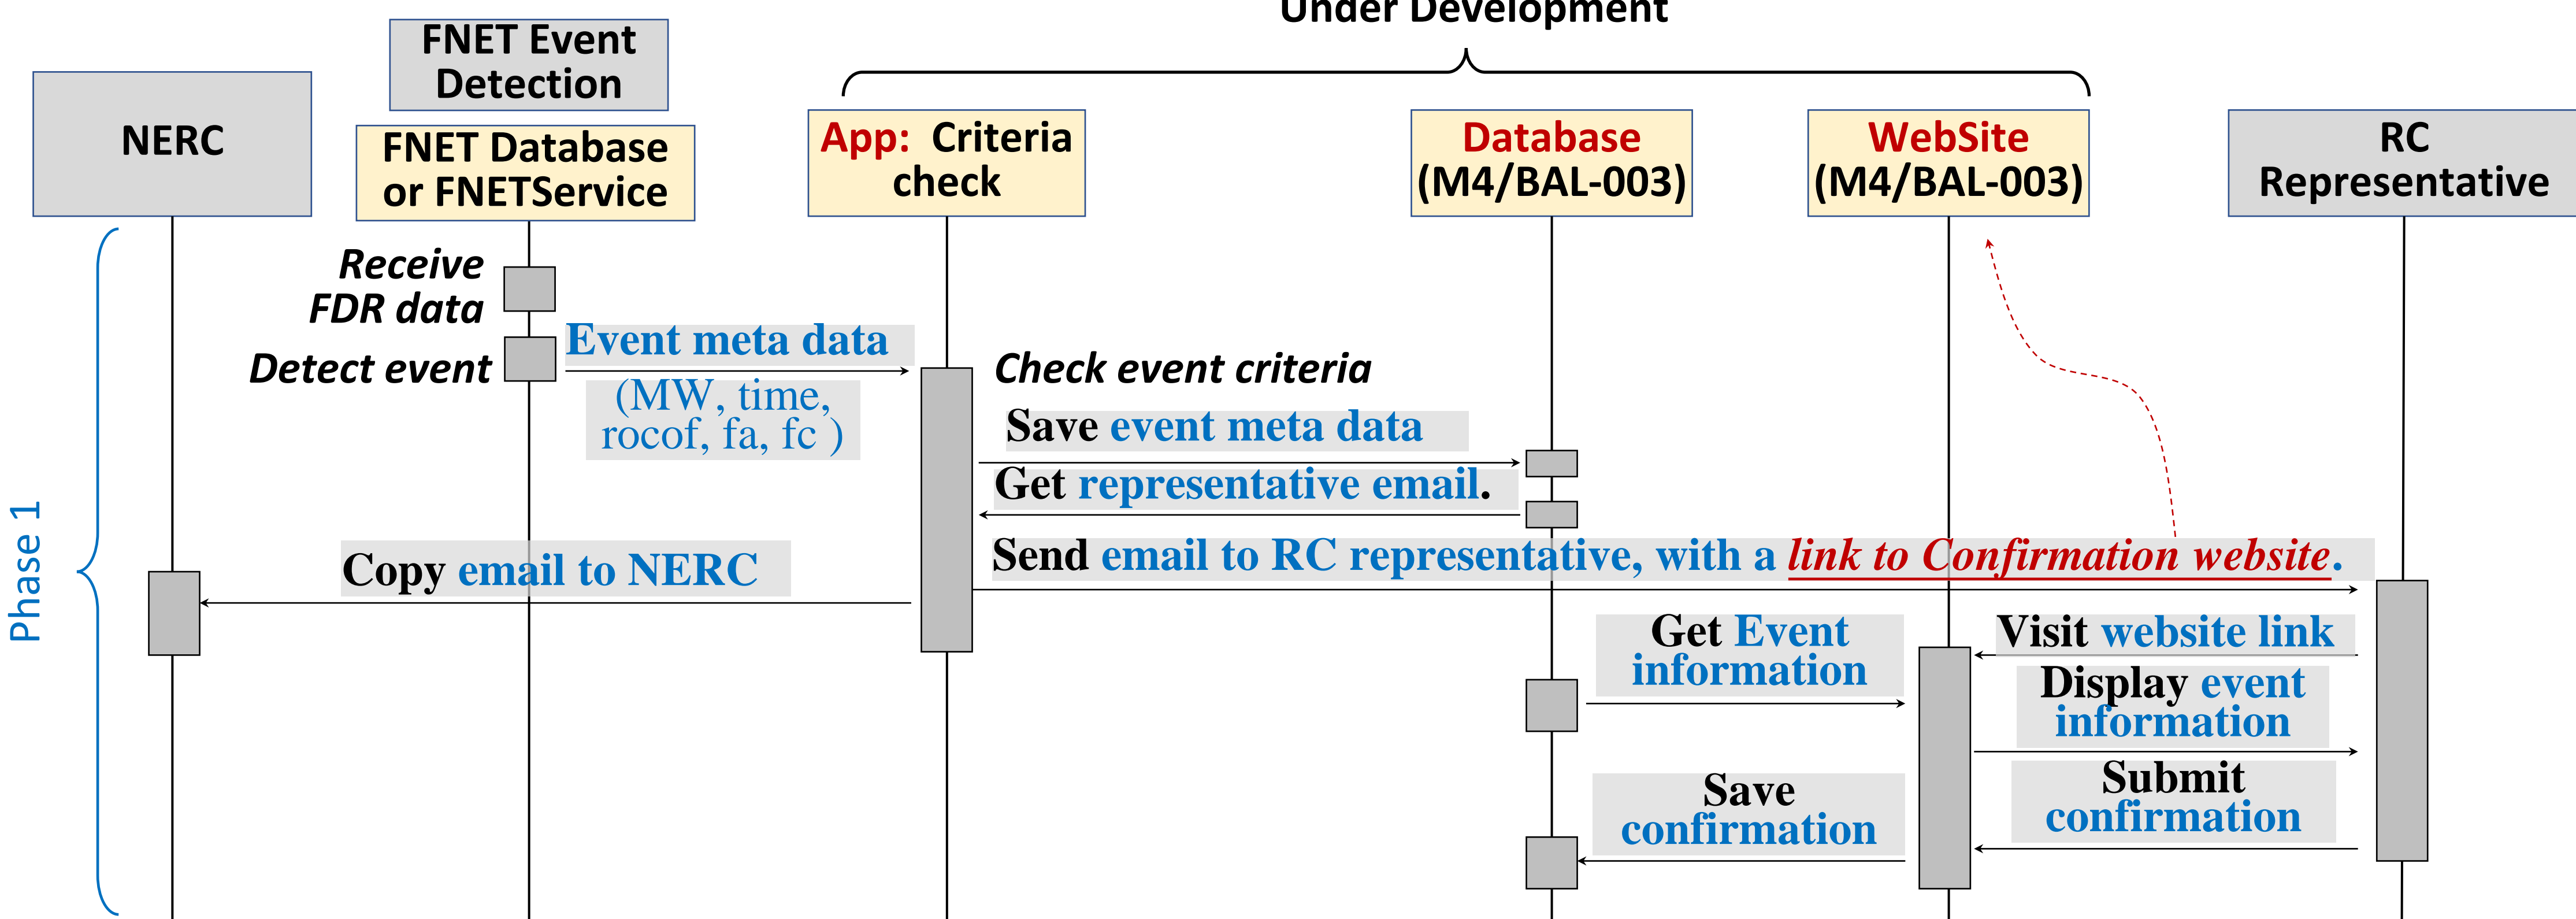 Under Development
FNET Event
Detection
NERC
FNET Database
or FNETService
App: Criteria
check
Database
(M4/BAL-003)
WebSite
(M4/BAL-003)
RC
Representative
Phase 1
Receive
FDR data
Detect event
Event meta data
(MW, time,
rocof, fa, fc )
Check event criteria
Save event meta data
Get representative email.
Copy email to NERC
Send email to RC representative, with a link to Confirmation website.
Get Event
information
Visit website link
Display event
information
Save
confirmation
Submit
confirmation